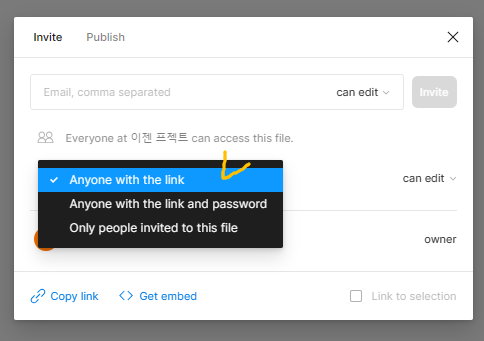 Invite Publish
Email, comma separated can edit Invite
Everyone at 이젠 프젝트 can access this file.
Anyone with the link can edit
Anyone with the link and password
Only people invited to this file
owner
Copy link Get embed Link to selection